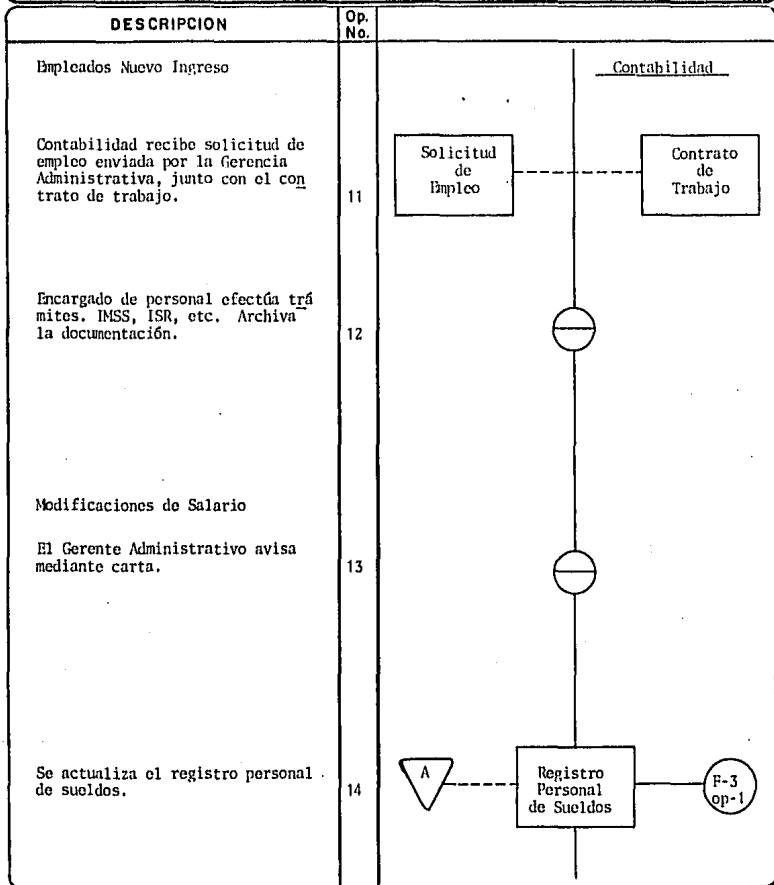 DESCRIPCION
Op. No.
Empleados Nuevo Ingreso
Contabilidad
Contabilidad recibe solicitud de
empleo enviada por la Gerencia
Administrativa, junto con el con
trato de trabajo.
11
Solicitud
de
Empleo
Contrato
de
Trabajo
Encargado de personal efectúa trá
mites. IMSS, ISR, etc. Archiva
la documentación.
12
Modificaciones de Salario
El Gerente Administrativo avisa
mediante carta.
13
Se actualiza el registro personal
de sueldos.
14
A
Registro
Personal
de Sueldos
F-3
op-1